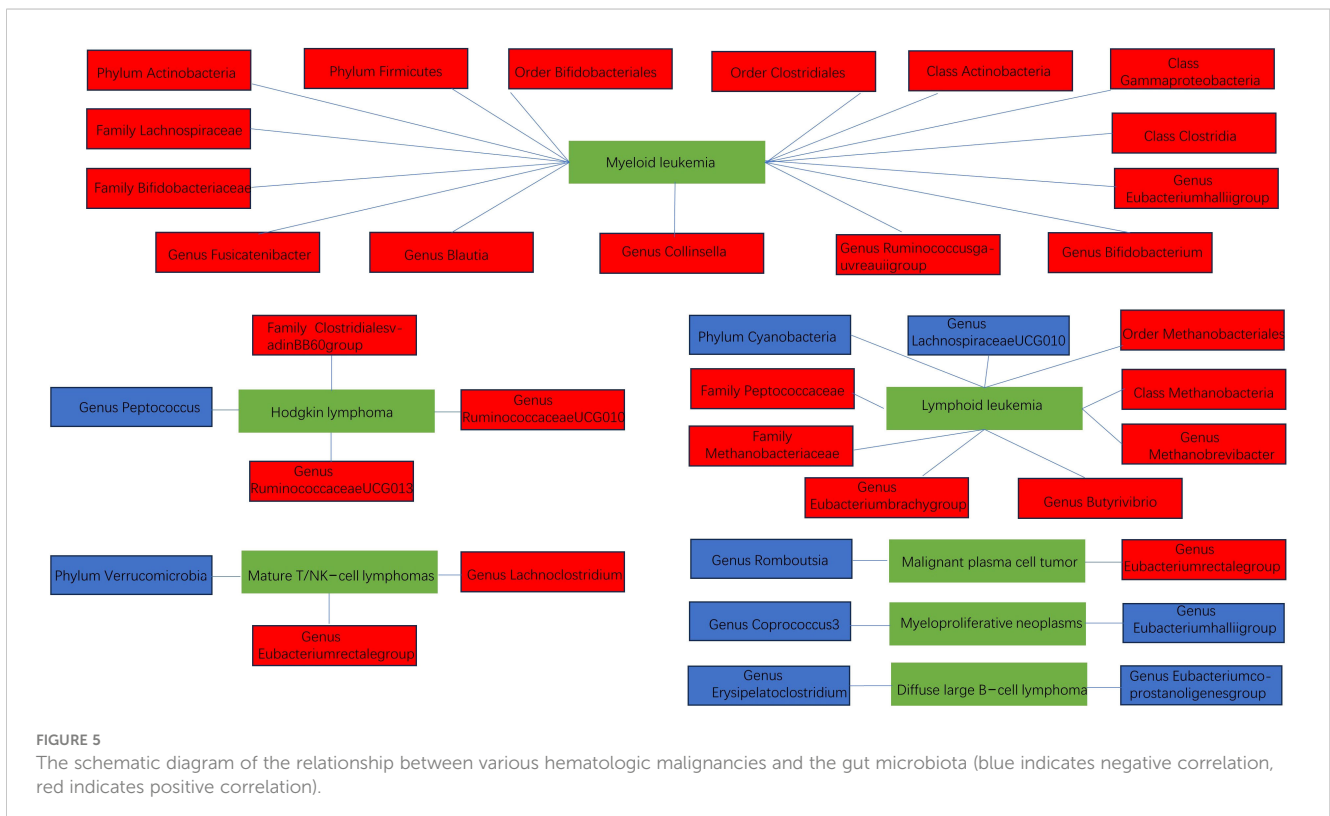 Phylum Actinobacteria
Phylum Firmicutes
Order Bifidobacteriales
Order Clostridiales
Class Actinobacteria
Class
Gammaproteobacteria
Family Lachnospiraceae
Class Clostridia
Myeloid leukemia
Family Bifidobacteriaceae
Genus
Eubacteriumhalliigroup
Genus Fusicatenibacter
Genus Blautia
Genus Collinsella
Genus Ruminococcusga-
uvreauiigroup
Genus Bifidobacterium
Family Clostridialesv-
adinBB60group
Genus Peptococcus
Hodgkin lymphoma
Genus
RuminococcaceaeUCG010
Genus
RuminococcaceaeUCG013
Phylum Cyanobacteria
Genus
LachnospiraceaeUCG010
Order Methanobacteriales
Family Peptococcaceae
Lymphoid leukemia
Class Methanobacteria
Family
Methanobacteriaceae
Genus
Methanobrevibacter
Genus
Eubacteriumbrachygroup
Genus Butyrivibrio
Phylum Verrucomicrobia
Mature T/NK-cell lymphomas
Genus Lachnoclostridium
Genus
Eubacteriumrectalegroup
Genus Romboutsia
Malignant plasma cell tumor
Genus
Eubacteriumrectalegroup
Genus Coprococcus3
Myeloproliferative neoplasms
Genus
Eubacteriumhalliigroup
Genus
Erysipelatoclostridium
Diffuse large B-cell lymphoma
Genus Eubacteriumco-
prostanoligenesgroup
FIGURE 5
The schematic diagram of the relationship between various hematologic malignancies and the gut microbiota (blue indicates negative correlation,
red indicates positive correlation).